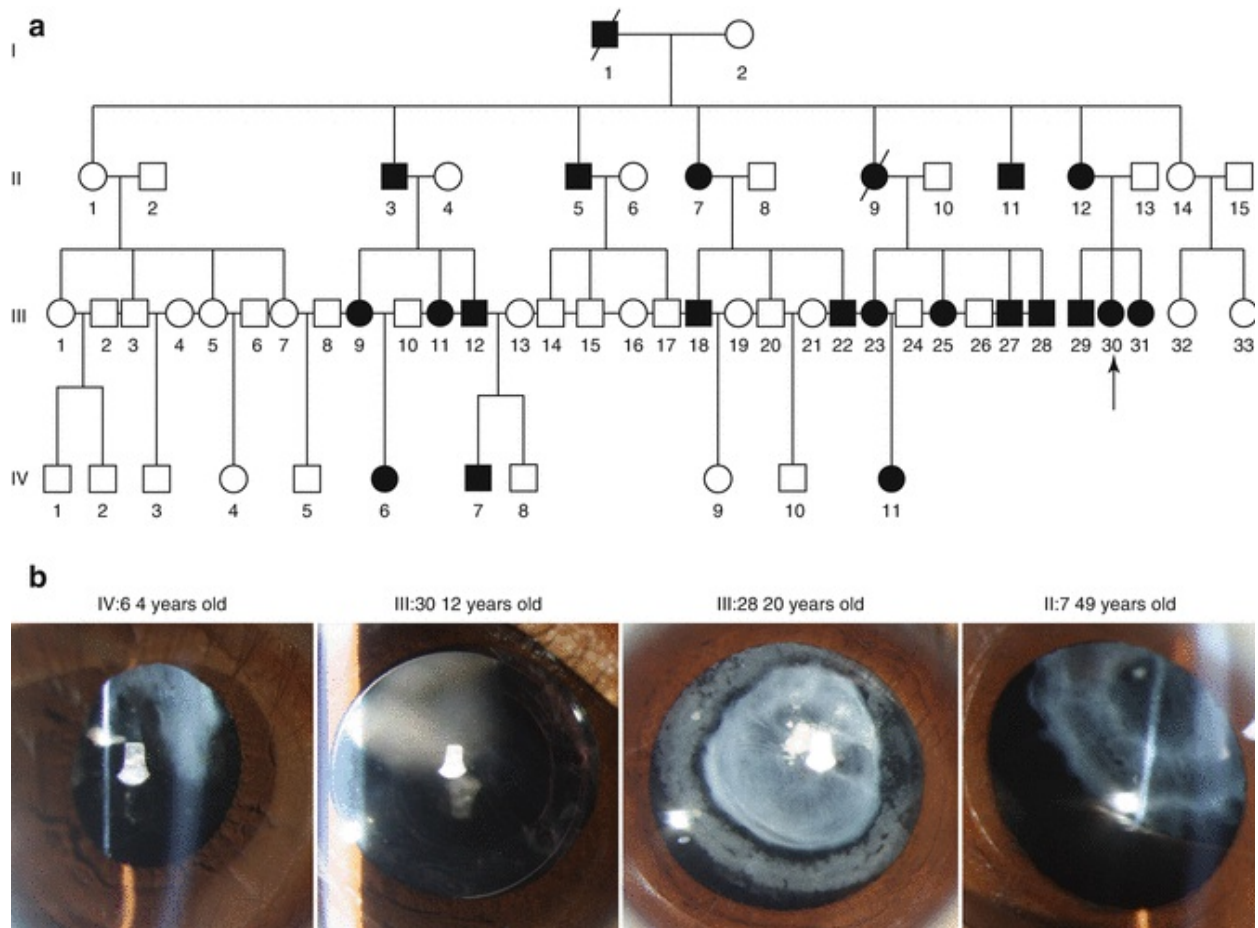 a
I
1 2
II
1 2 3 4 5 6 7 8 9 10 11 12 13 14 15
III
1 2 3 4 5 6 7 8 9 10 11 12 13 14 15 16 17 18 19 20 21 22 23 24 25 26 27 28 29 30 31 32 33
IV
1 2 3 4 5 6 7 8 9 10 11
b
IV:6 4 years old III:30 12 years old III:28 20 years old II:7 49 years old